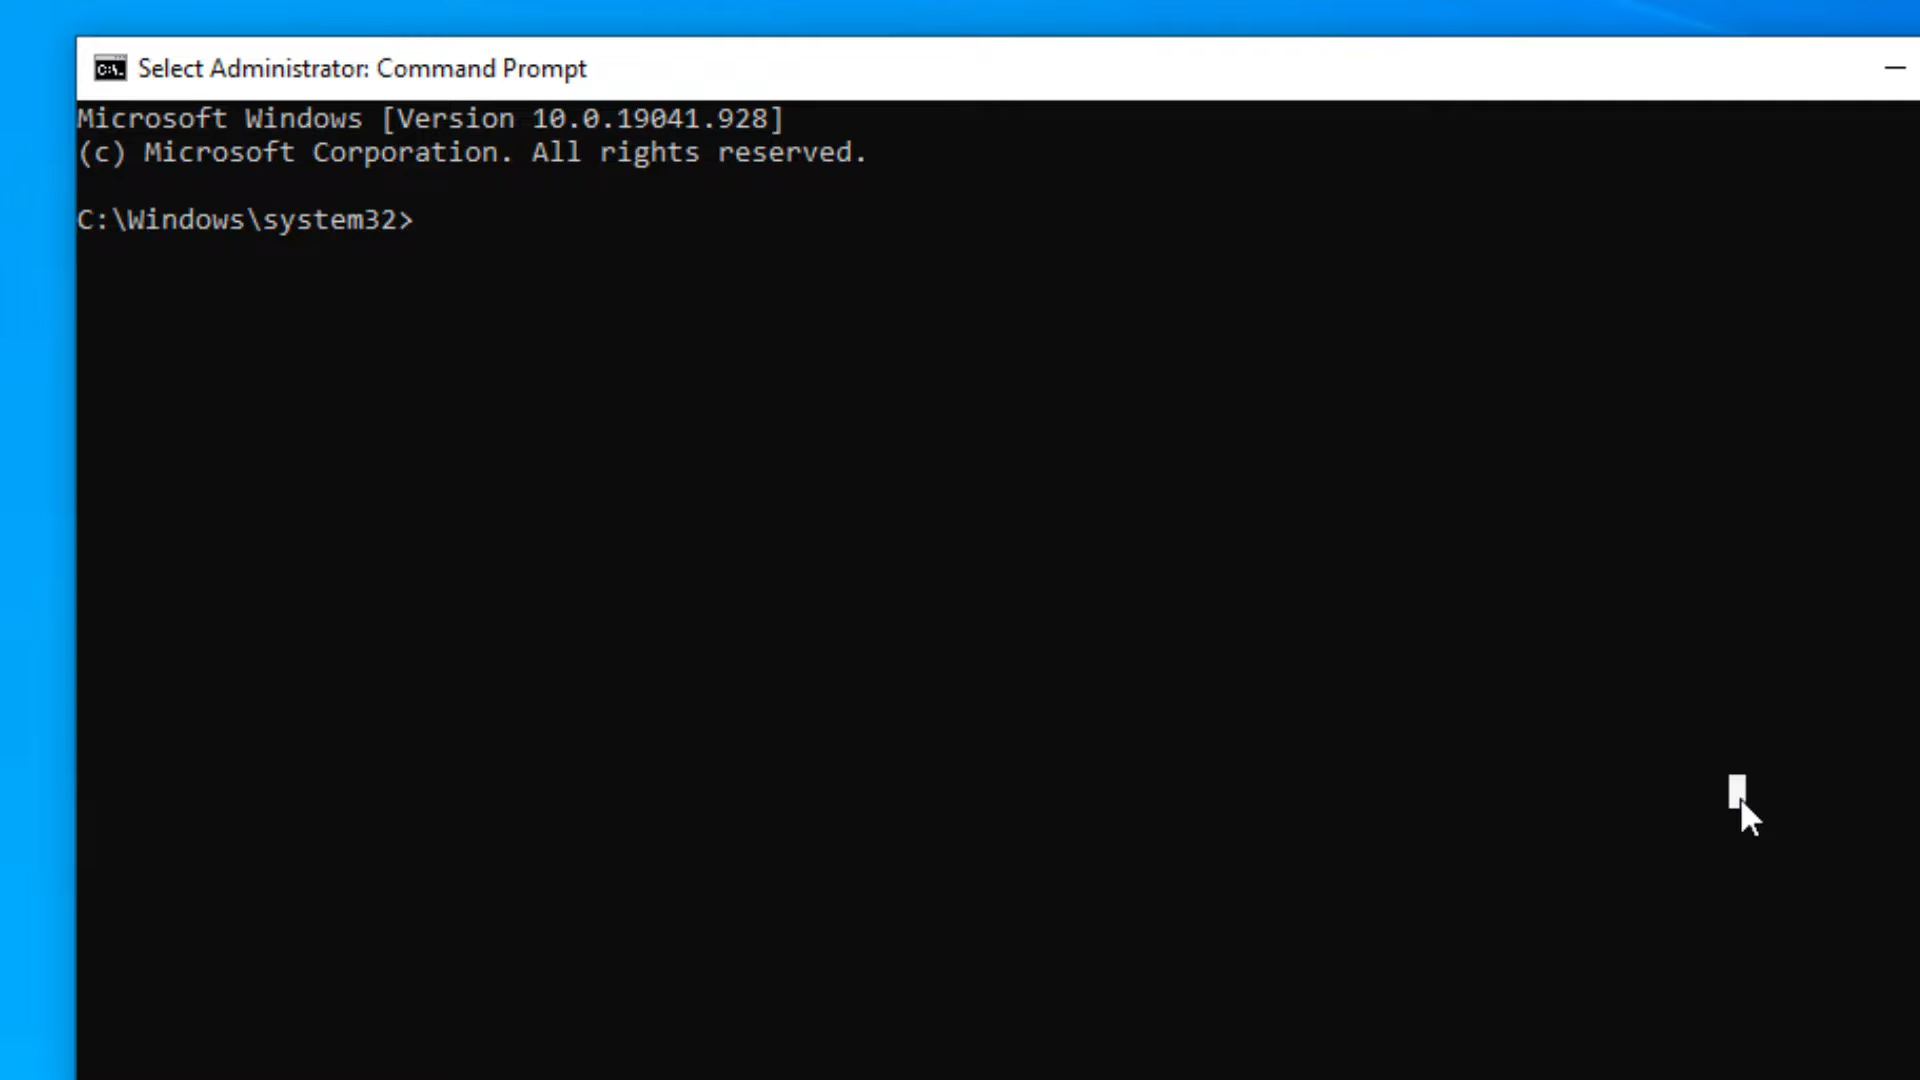 Select Administrator: Command Prompt
Microsoft Windows [Version 10.0.19041.928]
(c) Microsoft Corporation. All rights reserved.
C:\Windows\system32>